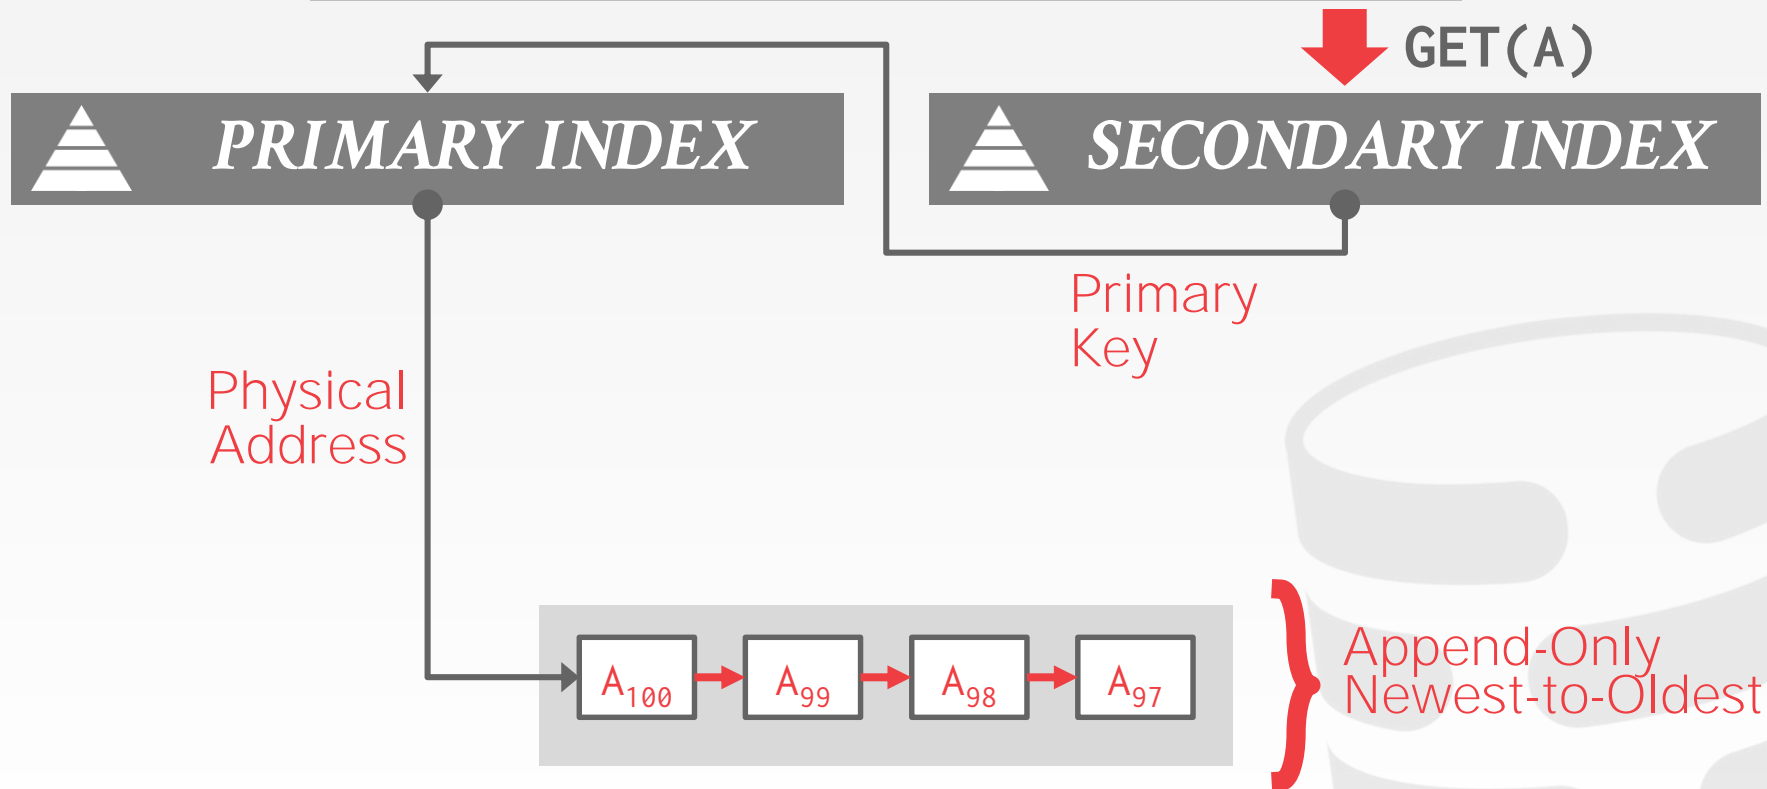 GET(A)
PRIMARY INDEX
SECONDARY INDEX
Primary
Key
Physical
Address
A100
A99
A98
A97
Append-Only
Newest-to-Oldest